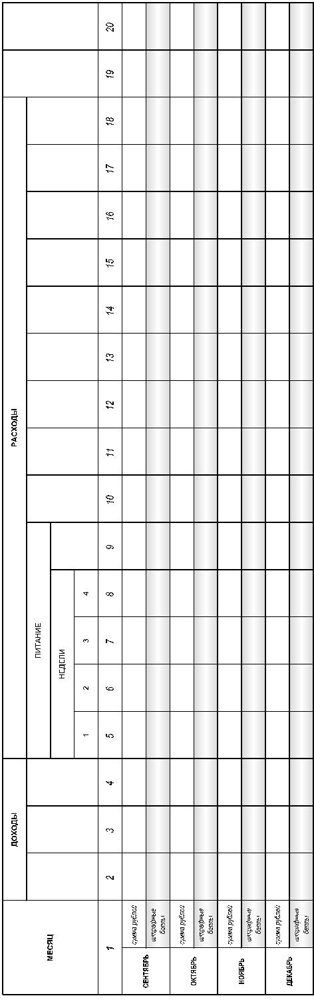 МЕСЯЦ
ДОХОДЫ
РАСХОДЫ
ПИТАНИЕ
НЕДЕЛИ
1 2 3 4
1 2 3 4 5 6 7 8 9 10 11 12 13 14 15 16 17 18 19 20
СЕНТЯБРЬ
сумма рублей
штрафные
баллы
ОКТЯБРЬ
сумма рублей
штрафные
баллы
НОЯБРЬ
сумма рублей
штрафные
баллы
ДЕКАБРЬ
сумма рублей
штрафные
баллы